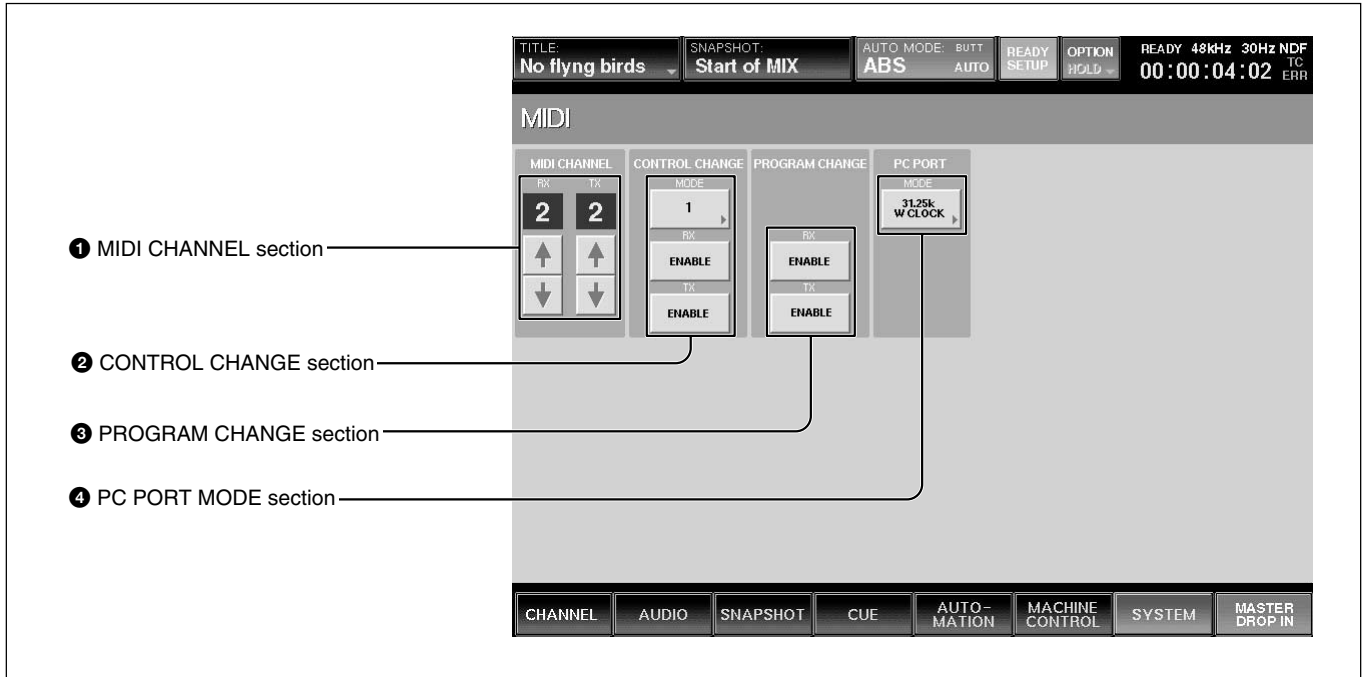 TITLE:
No flyng birds
SNAPSHOT:
Start of MIX
AUTO MODE: BUTT
ABS AUTO
READY
SETUP
OPTION
HOLD
READY 48kHz 30Hz NDF
00:00:04:02 TC
ERR
MIDI
MIDI CHANNEL
RX TX
2 2
CONTROL CHANGE
MODE
1
RX
ENABLE
TX
ENABLE
PROGRAM CHANGE
RX
ENABLE
TX
ENABLE
PC PORT
MODE
31.25k
W CLOCK
❶ MIDI CHANNEL section
❷ CONTROL CHANGE section
❸ PROGRAM CHANGE section
❹ PC PORT MODE section
CHANNEL
AUDIO
SNAPSHOT
CUE
AUTO-
MATION
MACHINE
CONTROL
SYSTEM
MASTER
DROP IN